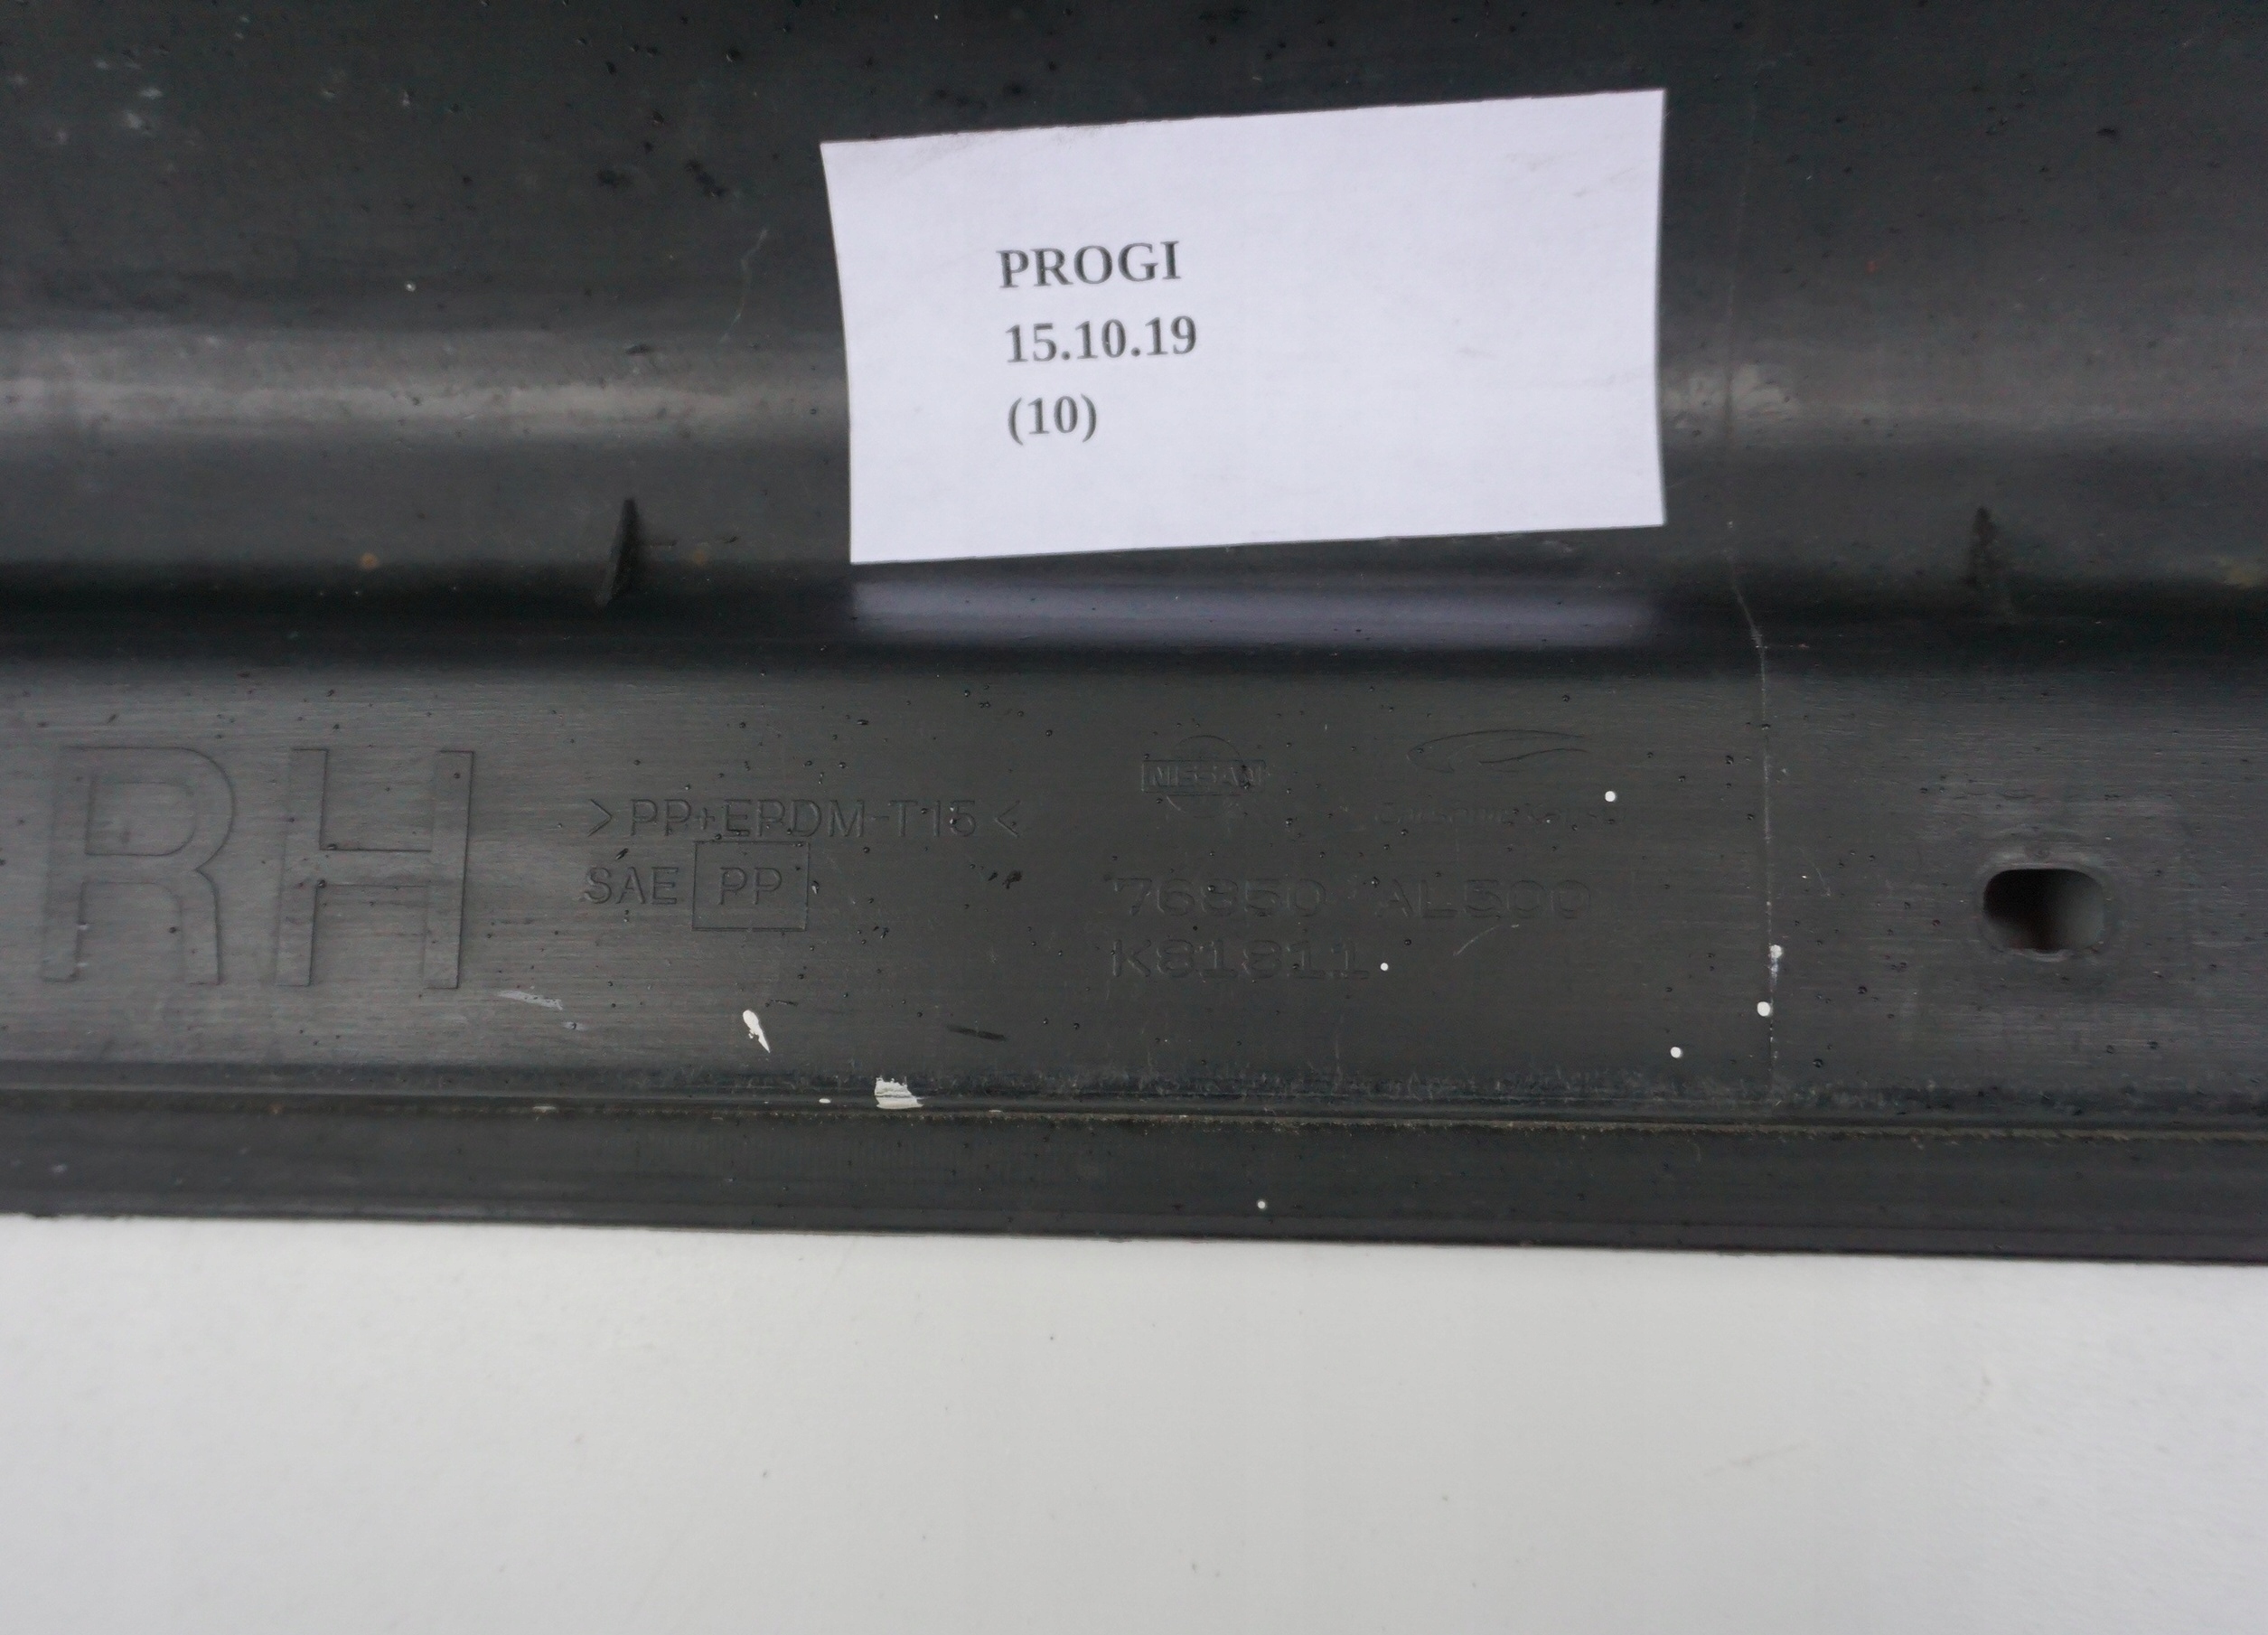 PROGI
15.10.19
(10)
RH
>PP+EPDM-T15<
SAE PP
NISSAN
76850 AL500
K81811